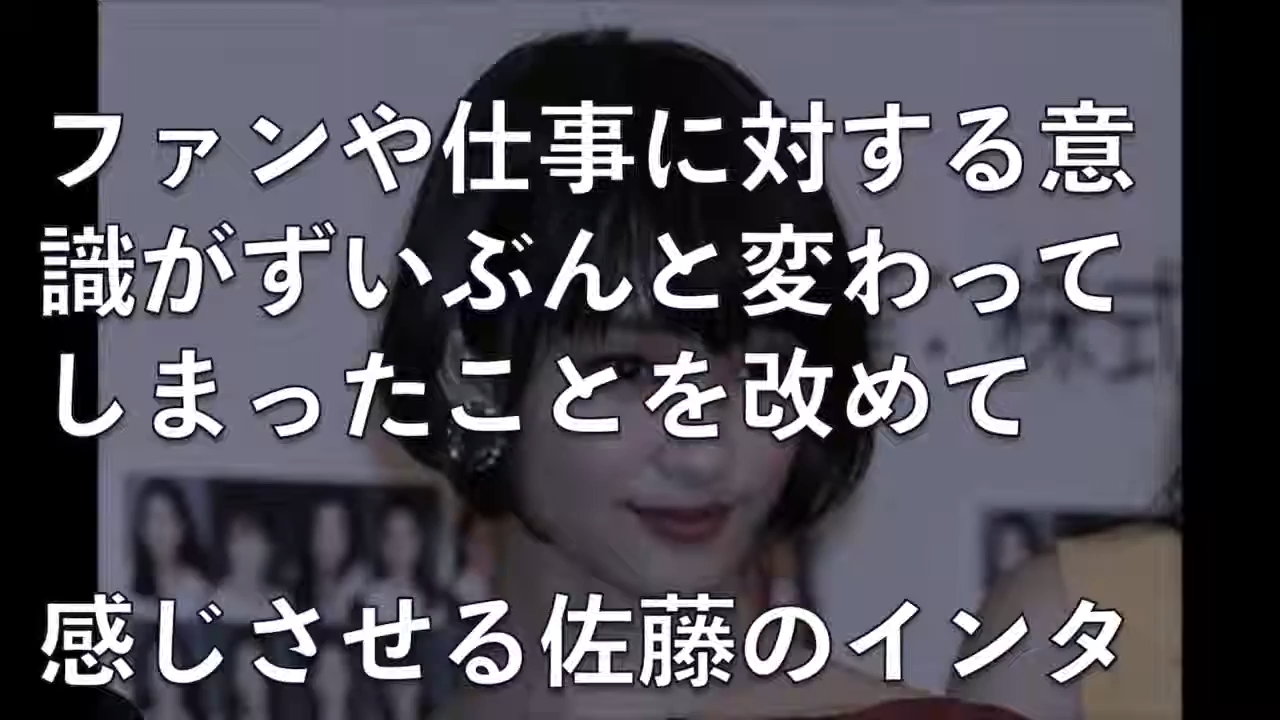 ファンや仕事に対する意
識がずいぶんと変わって
しまったことを改めて
感じさせる佐藤のインタ
株式